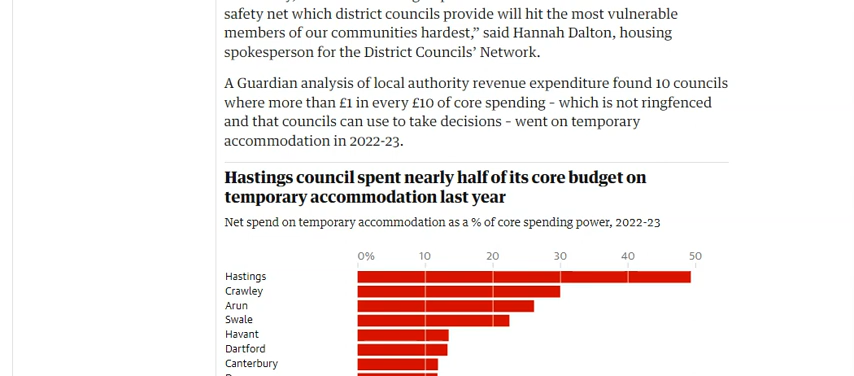 safety net which district councils provide will hit the most vulnerable
members of our communities hardest,” said Hannah Dalton, housing
spokesperson for the District Councils’ Network.
A Guardian analysis of local authority revenue expenditure found 10 councils
where more than £1 in every £10 of core spending – which is not ringfenced
and that councils can use to take decisions – went on temporary
accommodation in 2022-23.
Hastings council spent nearly half of its core budget on
temporary accommodation last year
Net spend on temporary accommodation as a % of core spending power, 2022-23
0% 10 20 30 40 50
Hastings
Crawley
Arun
Swale
Havant
Dartford
Canterbury